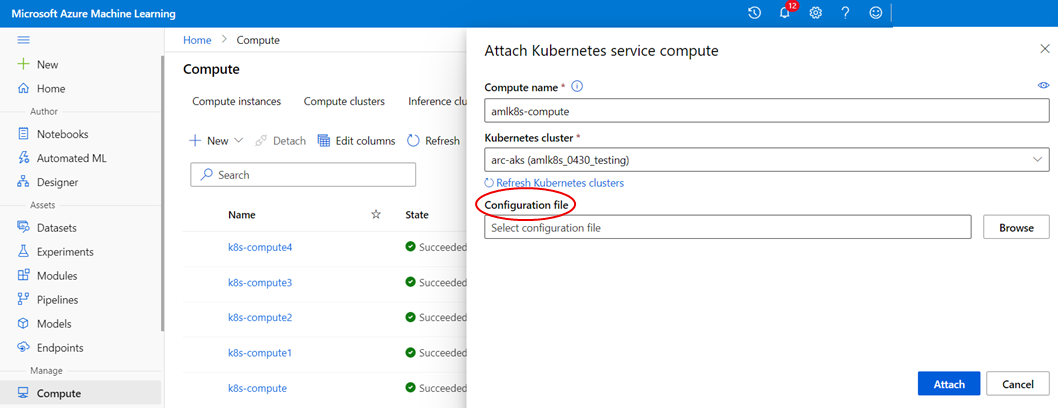 Microsoft Azure Machine Learning
12
New
Home
Author
Notebooks
Automated ML
Designer
Assets
Datasets
Experiments
Modules
Pipelines
Models
Endpoints
Manage
Compute
Home > Compute
Compute
Compute instances Compute clusters Inference clu
New Detach Edit columns Refresh
Search
Name State
k8s-compute4 Succeeded
k8s-compute3 Succeeded
k8s-compute2 Succeeded
k8s-compute1 Succeeded
k8s-compute Succeeded
Attach Kubernetes service compute
Compute name *
amlk8s-compute
Kubernetes cluster *
arc-aks (amlk8s_0430_testing)
Refresh Kubernetes clusters
Configuration file
Select configuration file Browse
Attach Cancel